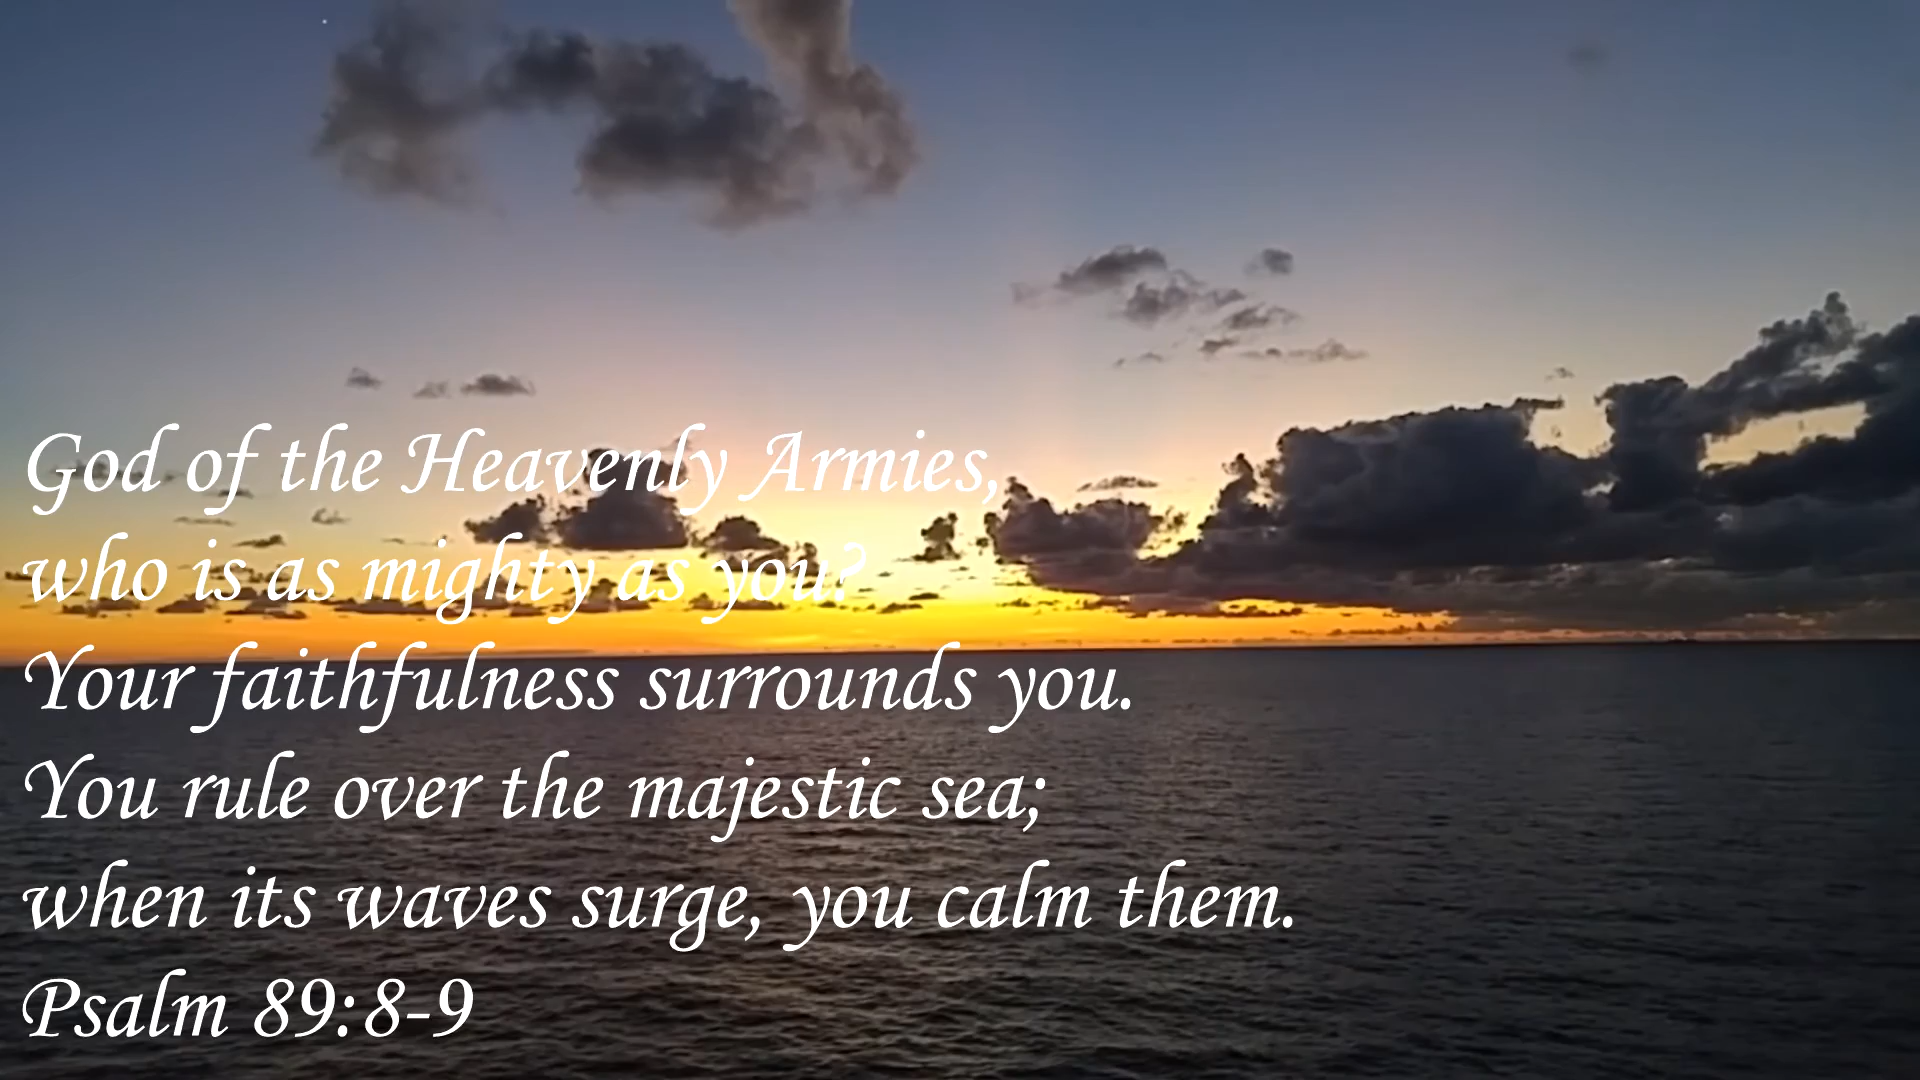 God of the Heavenly Armies,
who is as mighty as you?
Your faithfulness surrounds you.
You rule over the majestic sea;
when its waves surge, you calm them.
Psalm 89:8-9